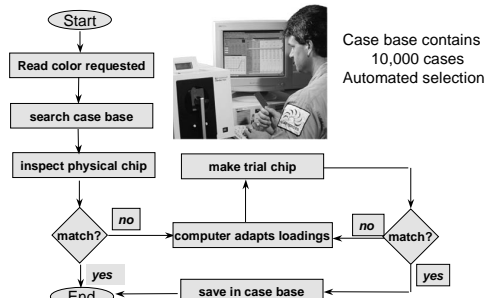 Start
Case base contains
10,000 cases
Automated selection
Read color requested
search case base
inspect physical chip
make trial chip
no
match?
computer adapts loadings
no
match?
yes
yes
End
save in case base